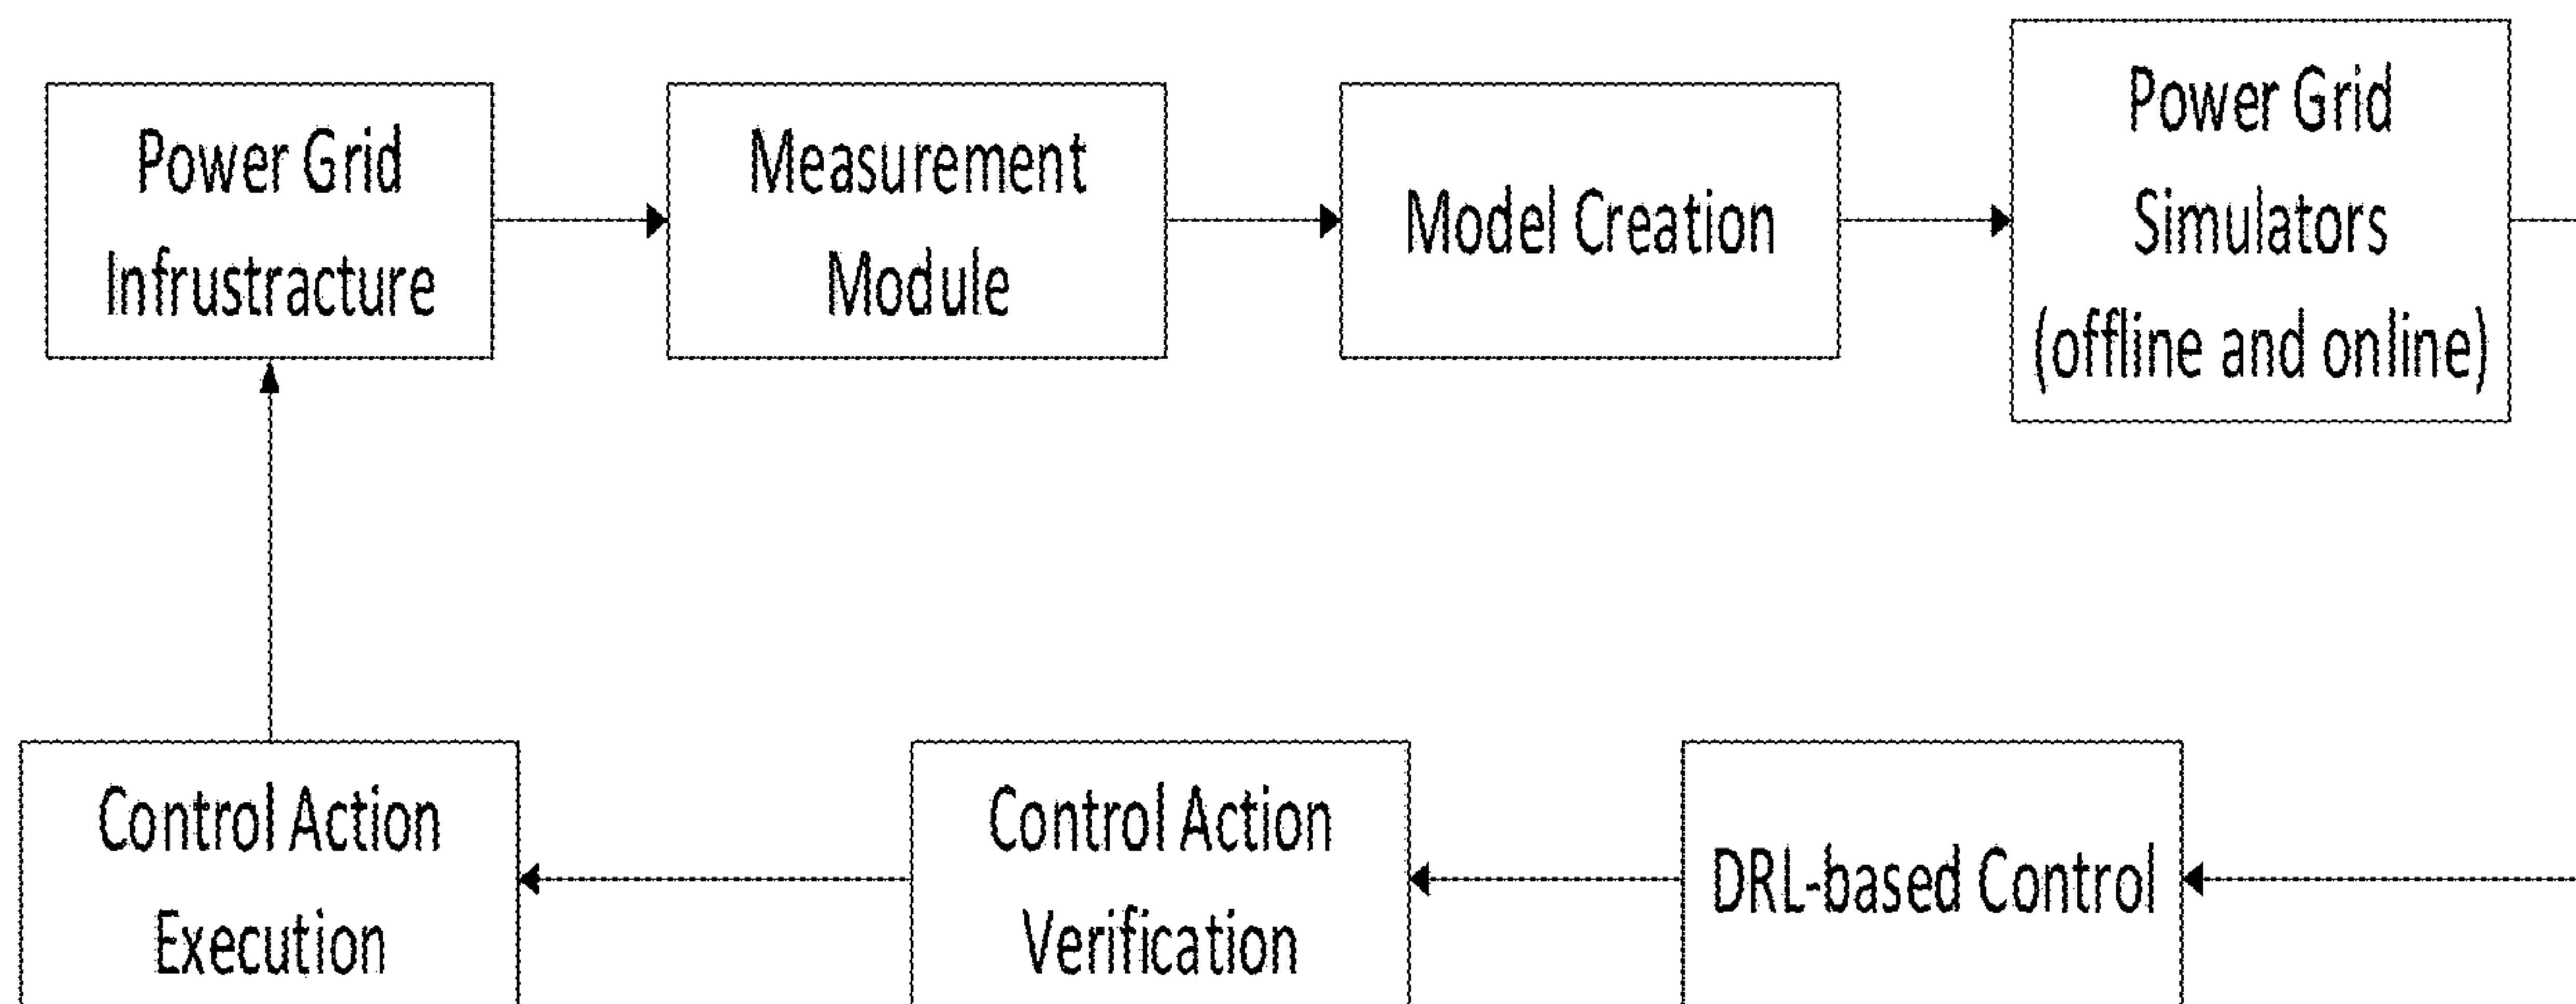 Power Grid
Infrustracture
Measurement
Module
Model Creation
Power Grid
Simulators
(offline and online)
Control Action
Execution
Control Action
Verification
DRL-based Control